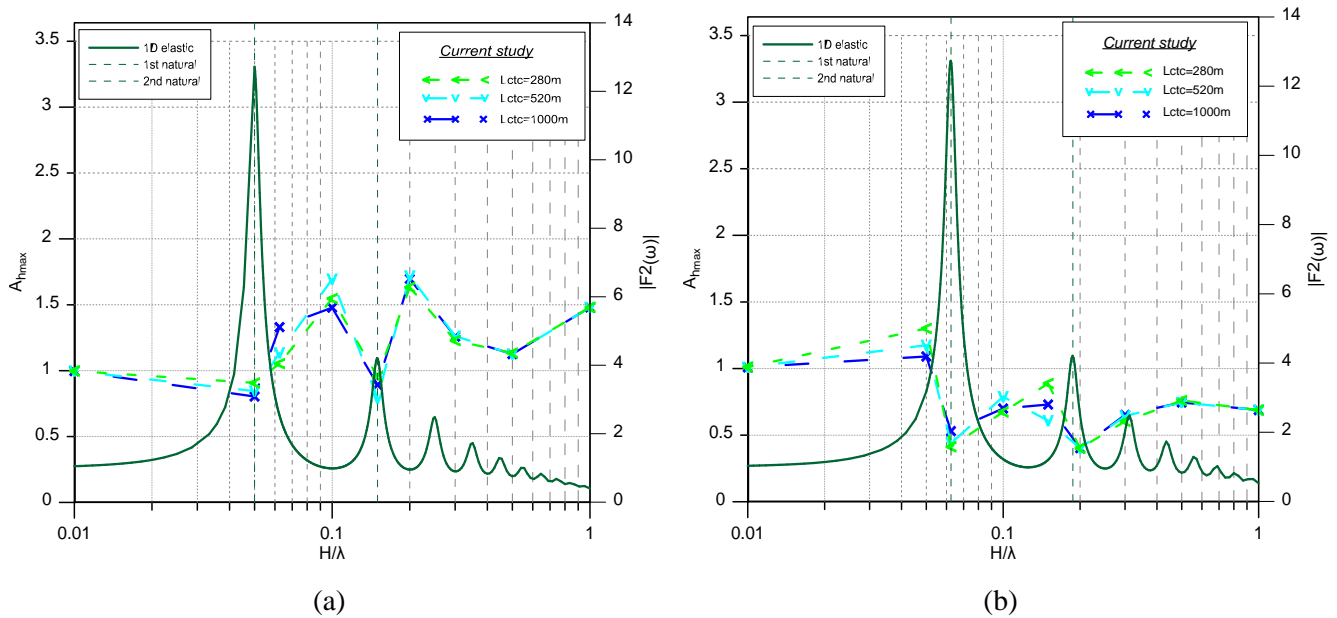 3.5
3
2.5
2
1.5
1
0.5
0
A hmax
1D elastic
1st natural
2nd natural
Current study
Lctc=280m
Lctc=520m
Lctc=1000m
14
12
10
8
6
4
2
0
|F2(ω)|
0.01
0.1
1
H/λ
(a)
3.5
3
2.5
2
1.5
1
0.5
0
A hmax
1D elastic
1st natural
2nd natural
Current study
Lctc=280m
Lctc=520m
Lctc=1000m
14
12
10
8
6
4
2
0
|F2(ω)|
0.01
0.1
1
H/λ
(b)